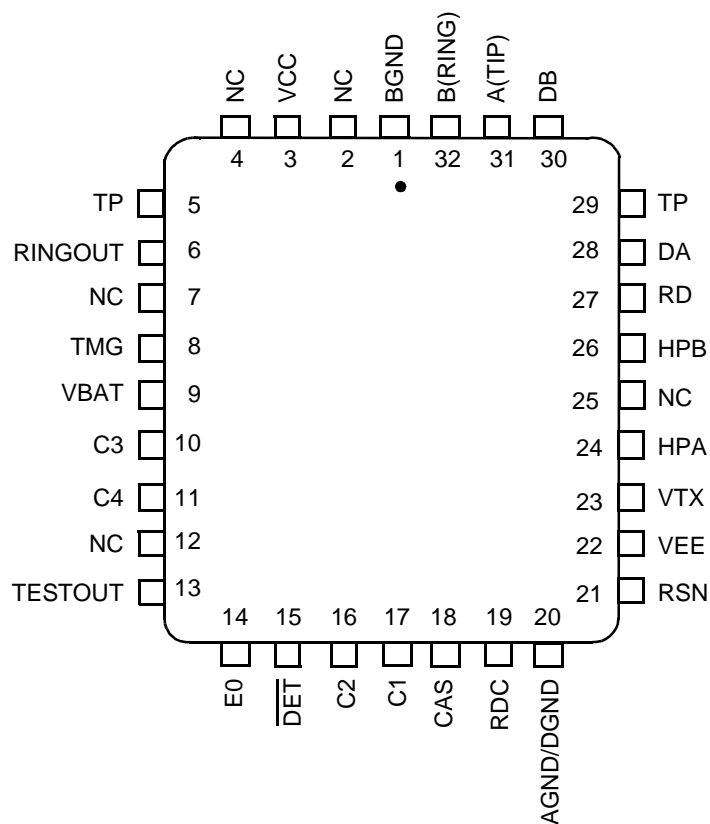 NC VCC NC BGND B(RING) A(TIP) DB
4 3 2 1 32 31 30
TP 5 29 TP
RINGOUT 6 28 DA
NC 7 27 RD
TMG 8 26 HPB
VBAT 9 25 NC
C3 10 24 HPA
C4 11 23 VTX
NC 12 22 VEE
TESTOUT 13 21 RSN
14 15 16 17 18 19 20
E0 DET C2 C1 CAS RDC AGND/DGND